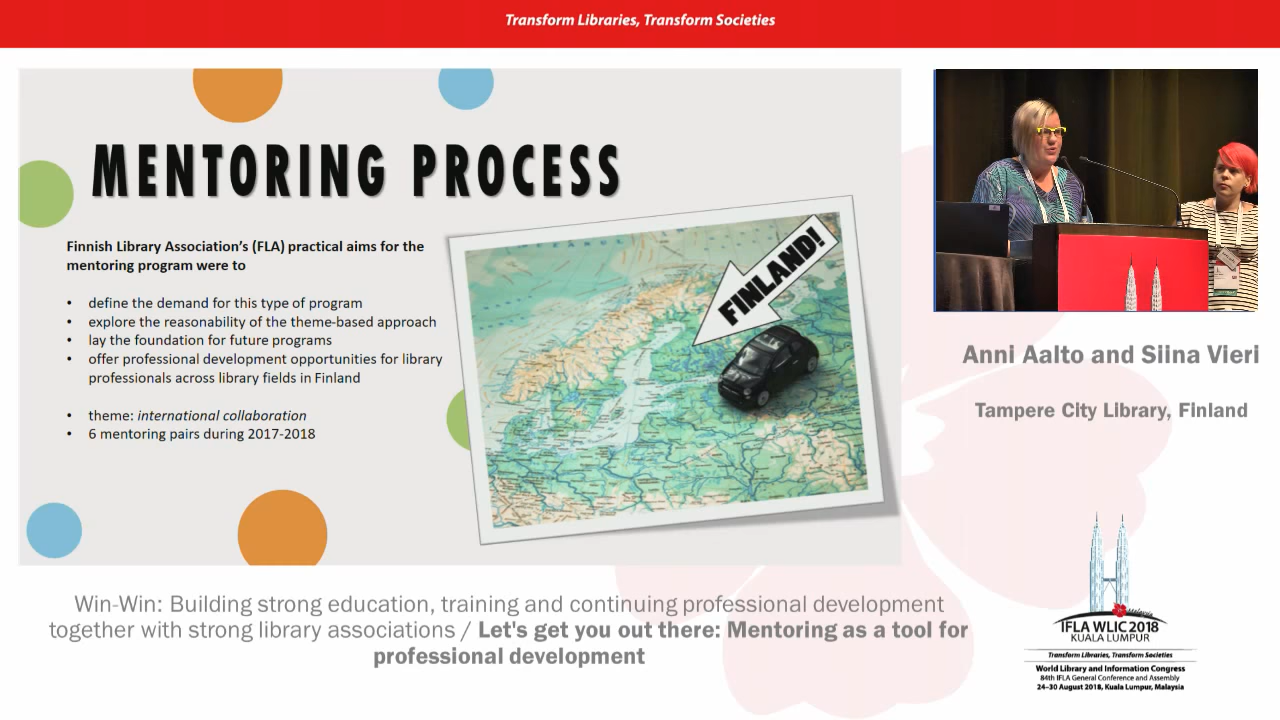 Transform Libraries, Transform Societies
MENTORING PROCESS
Finnish Library Association's (FLA) practical aims for the
mentoring program were to
• define the demand for this type of program
• explore the reasonability of the theme-based approach
• lay the foundation for future programs
• offer professional development opportunities for library
professionals across library fields in Finland
• theme: international collaboration
• 6 mentoring pairs during 2017-2018
FINLAND!
Anni Aalto and Siina Vieri
Tampere City Library, Finland
Win-Win: Building strong education, training and continuing professional development
together with strong library associations / Let's get you out there: Mentoring as a tool for
professional development
Malaysia
IFLA WLIC 2018
KUALA LUMPUR
Transform Libraries, Transform Societies
World Library and Information Congress
84th IFLA General Conference and Assembly
24–30 August 2018, Kuala Lumpur, Malaysia